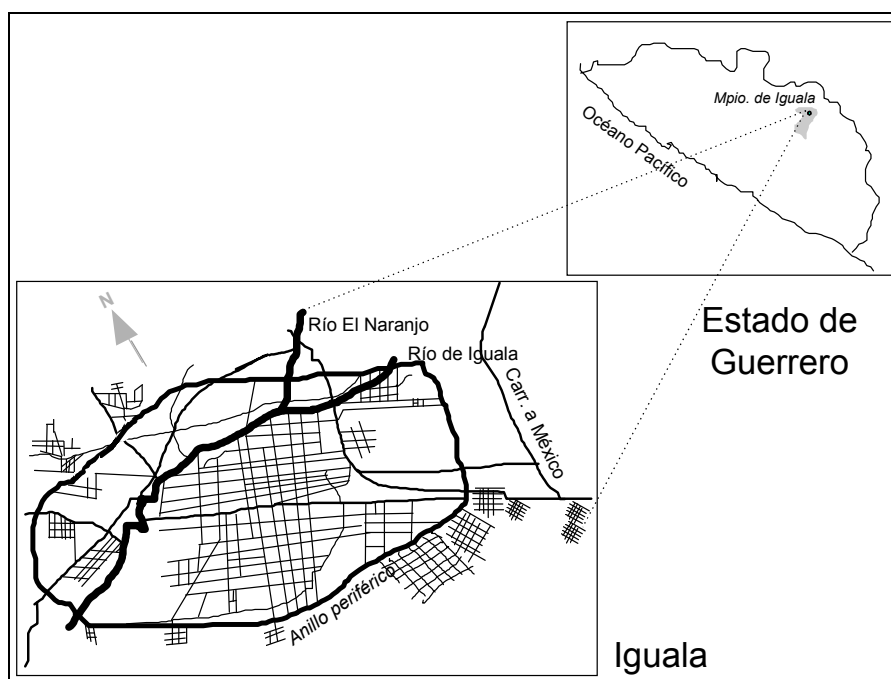 Mpio. de Iguala
Océano Pacífico
Estado de
Guerrero
N
Río El Naranjo
Río de Iguala
Carr. a México
Anillo periférico
Iguala